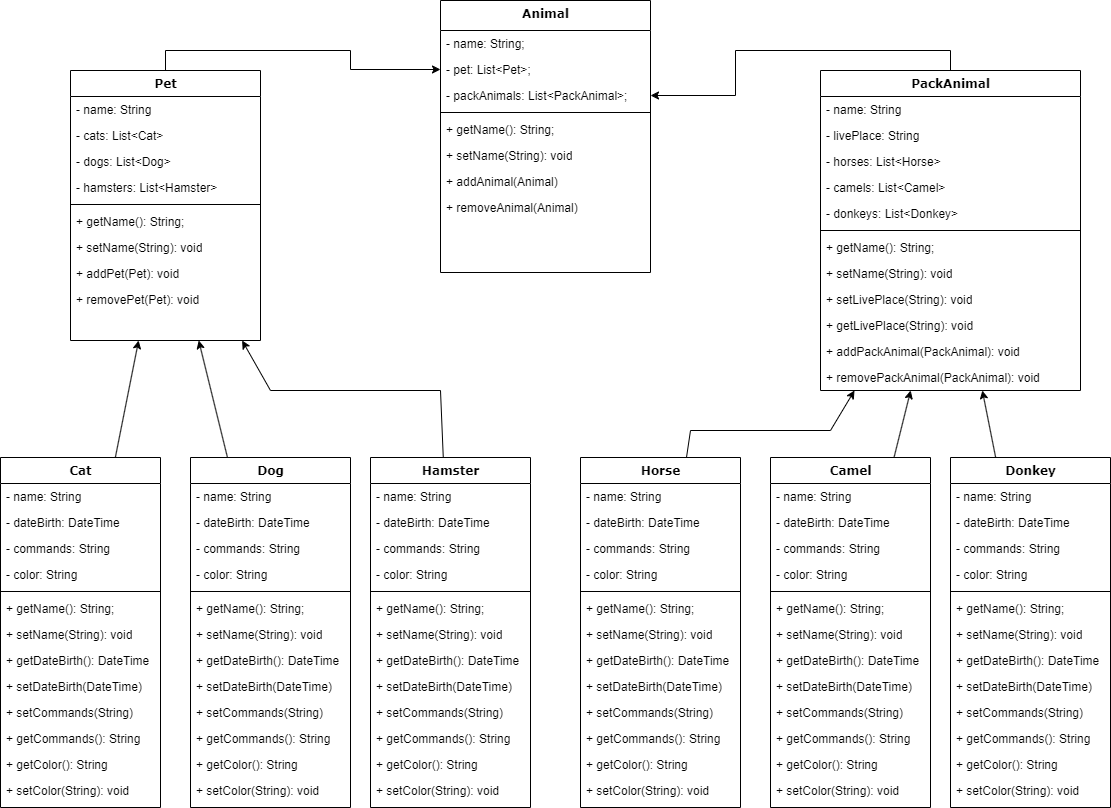 Animal
- name: String;
- pet: List<Pet>;
- packAnimals: List<PackAnimal>;
+ getName(): String;
+ setName(String): void
+ addAnimal(Animal)
+ removeAnimal(Animal)
Pet
- name: String
- cats: List<Cat>
- dogs: List<Dog>
- hamsters: List<Hamster>
+ getName(): String;
+ setName(String): void
+ addPet(Pet): void
+ removePet(Pet): void
PackAnimal
- name: String
- livePlace: String
- horses: List<Horse>
- camels: List<Camel>
- donkeys: List<Donkey>
+ getName(): String;
+ setName(String): void
+ setLivePlace(String): void
+ getLivePlace(String): void
+ addPackAnimal(PackAnimal): void
+ removePackAnimal(PackAnimal): void
Cat
- name: String
- dateBirth: DateTime
- commands: String
- color: String
+ getName(): String;
+ setName(String): void
+ getDateBirth(): DateTime
+ setDateBirth(DateTime)
+ setCommands(String)
+ getCommands(): String
+ getColor(): String
+ setColor(String): void
Dog
- name: String
- dateBirth: DateTime
- commands: String
- color: String
+ getName(): String;
+ setName(String): void
+ getDateBirth(): DateTime
+ setDateBirth(DateTime)
+ setCommands(String)
+ getCommands(): String
+ getColor(): String
+ setColor(String): void
Hamster
- name: String
- dateBirth: DateTime
- commands: String
- color: String
+ getName(): String;
+ setName(String): void
+ getDateBirth(): DateTime
+ setDateBirth(DateTime)
+ setCommands(String)
+ getCommands(): String
+ getColor(): String
+ setColor(String): void
Horse
- name: String
- dateBirth: DateTime
- commands: String
- color: String
+ getName(): String;
+ setName(String): void
+ getDateBirth(): DateTime
+ setDateBirth(DateTime)
+ setCommands(String)
+ getCommands(): String
+ getColor(): String
+ setColor(String): void
Camel
- name: String
- dateBirth: DateTime
- commands: String
- color: String
+ getName(): String;
+ setName(String): void
+ getDateBirth(): DateTime
+ setDateBirth(DateTime)
+ setCommands(String)
+ getCommands(): String
+ getColor(): String
+ setColor(String): void
Donkey
- name: String
- dateBirth: DateTime
- commands: String
- color: String
+ getName(): String;
+ setName(String): void
+ getDateBirth(): DateTime
+ setDateBirth(DateTime)
+ setCommands(String)
+ getCommands(): String
+ getColor(): String
+ setColor(String): void